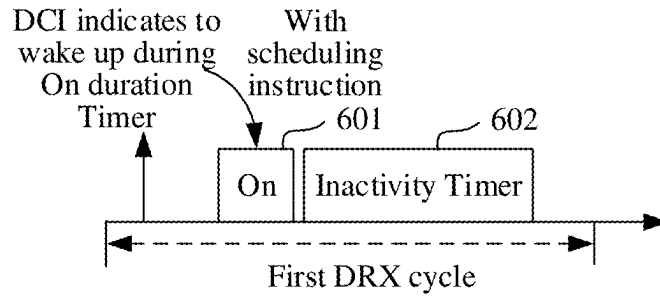 DCI indicates to
wake up during
On duration
Timer
With
scheduling
instruction
601
602
On
Inactivity Timer
First DRX cycle